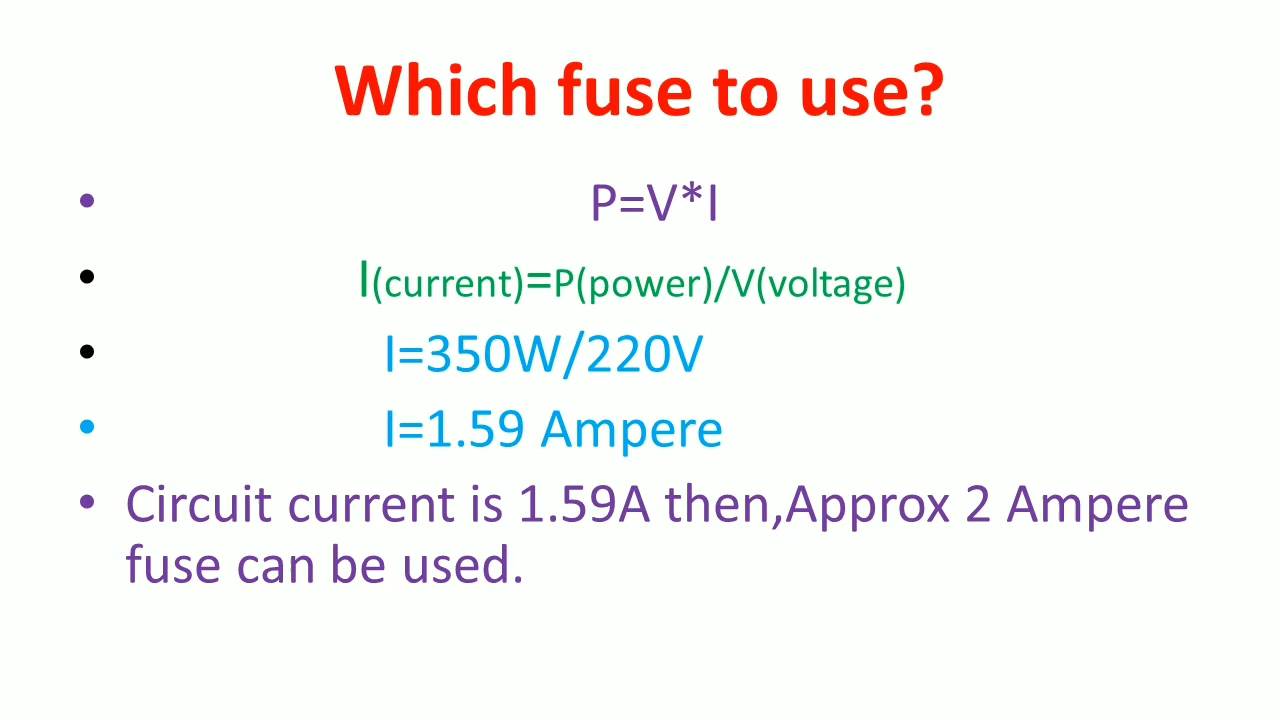 Which fuse to use?
• P=V*I
• I(current)=P(power)/V(voltage)
• I=350W/220V
• I=1.59 Ampere
• Circuit current is 1.59A then,Approx 2 Ampere
fuse can be used.